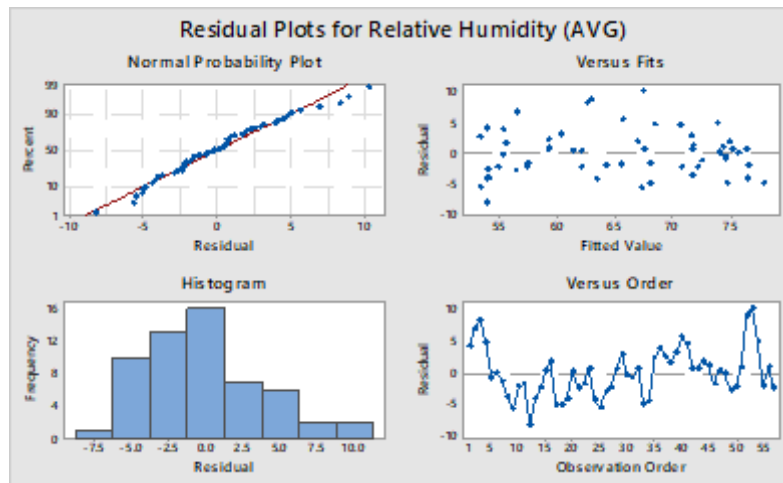 Residual Plots for Relative Humidity (AVG)
Normal Probability Plot
99
90
50
10
1
Percent
-10 -5 0 5 10
Residual
Versus Fits
10
5
0
-5
-10
Residual
55 60 65 70 75
Fitted Value
Histogram
16
12
8
4
0
Frequency
-7.5 -5.0 -2.5 0.0 2.5 5.0 7.5 10.0
Residual
Versus Order
10
5
0
-5
-10
Residual
1 5 10 15 20 25 30 35 40 45 50 55
Observation Order